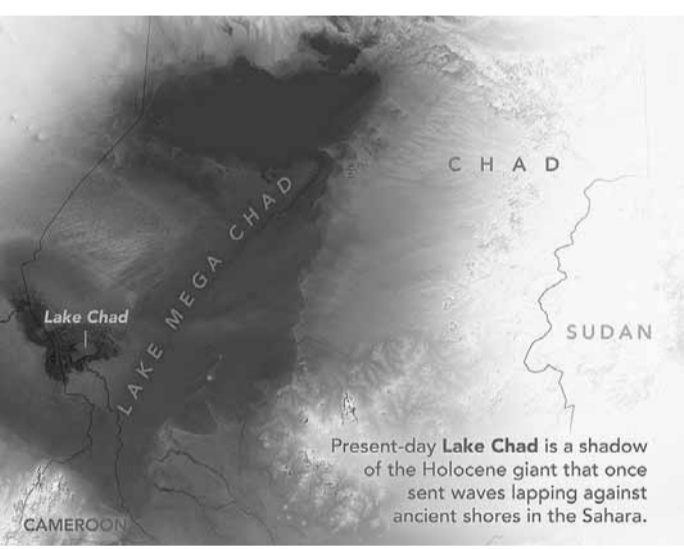 CHAD
LAKE MEGA CHAD
Lake Chad
SUDAN
Present-day Lake Chad is a shadow
of the Holocene giant that once
sent waves lapping against
ancient shores in the Sahara.
CAMEROON